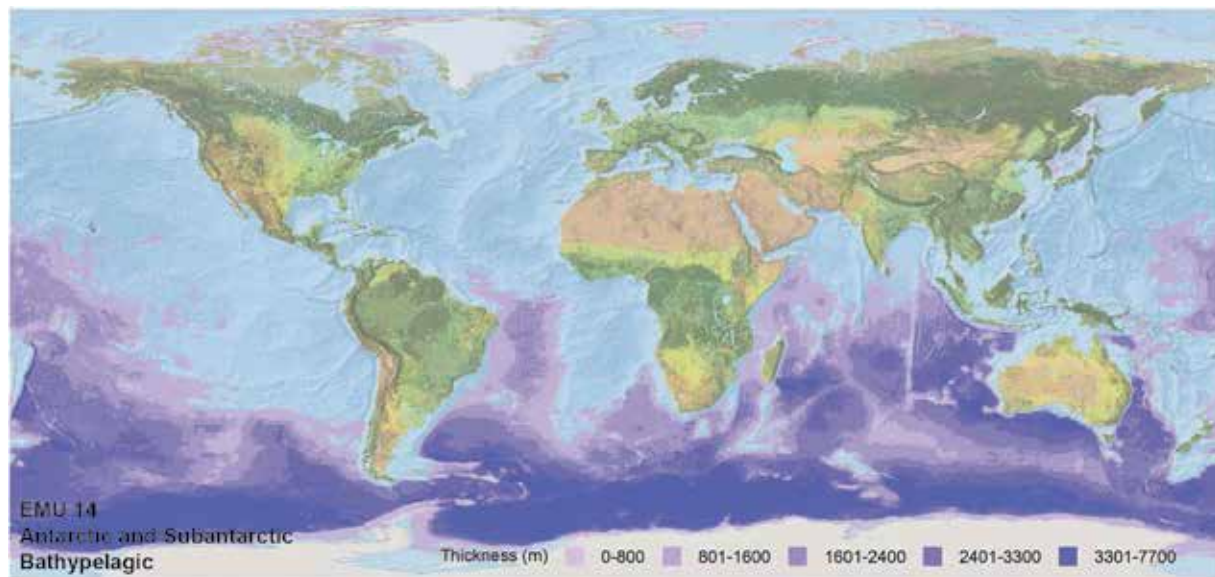 EMU 14
Antarctic and Subantarctic
Bathypelagic
Thickness (m) 0-800 801-1600 1601-2400 2401-3300 3301-7700